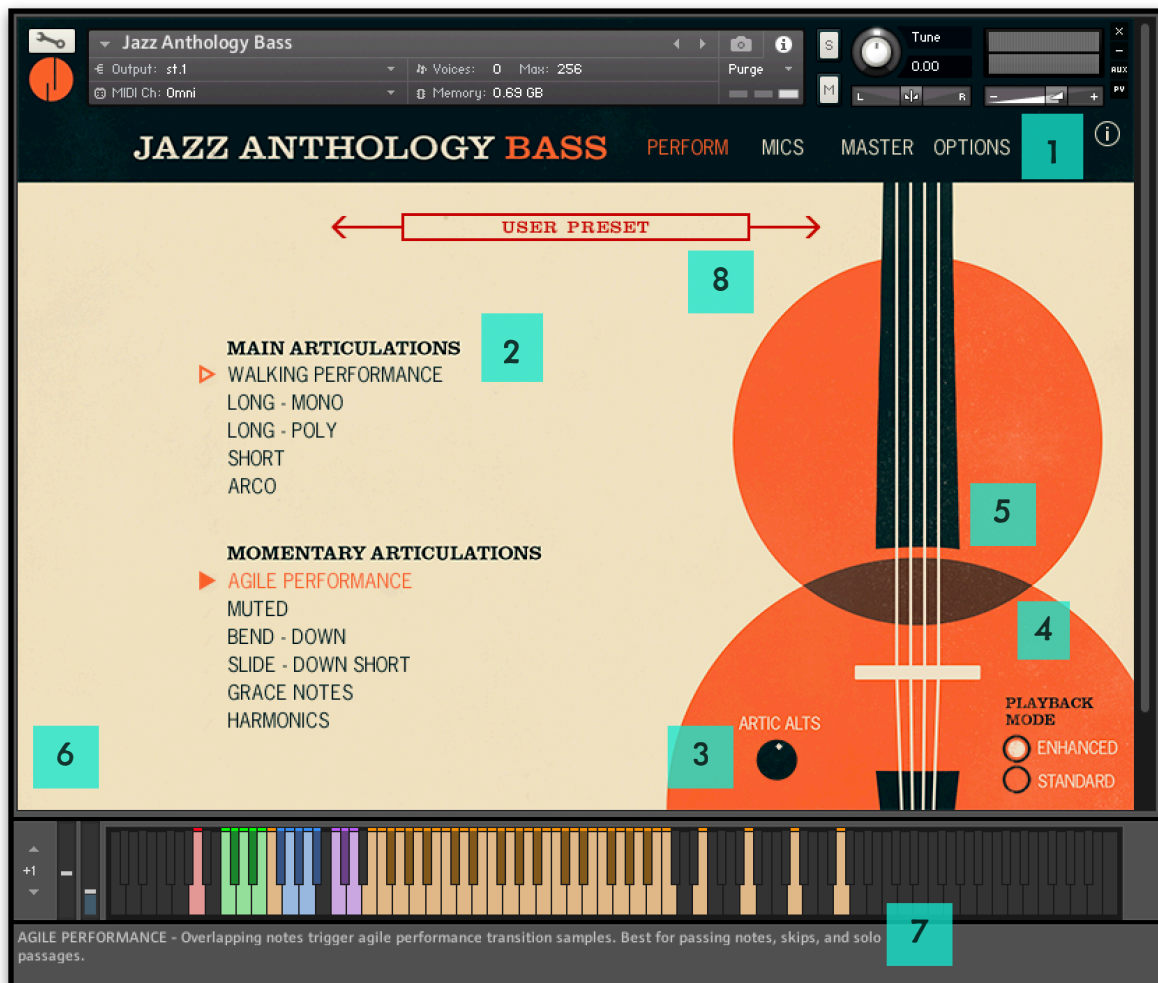 Jazz Anthology Bass
Output: st.1
Voices: 0 Max: 256
Purge
MIDI Ch: Omni
Memory: 0.69 GB
S
M
Tune
0.00
L
R
-
+
×
-
AUX
PV
JAZZ ANTHOLOGY BASS
PERFORM
MICS
MASTER
OPTIONS
1
i
USER PRESET
8
MAIN ARTICULATIONS
2
WALKING PERFORMANCE
LONG - MONO
LONG - POLY
SHORT
ARCO
5
MOMENTARY ARTICULATIONS
AGILE PERFORMANCE
MUTED
BEND - DOWN
SLIDE - DOWN SHORT
GRACE NOTES
HARMONICS
4
6
3
ARTIC ALTS
PLAYBACK
MODE
ENHANCED
STANDARD
+1
AGILE PERFORMANCE - Overlapping notes trigger agile performance transition samples. Best for passing notes, skips, and solo
passages.
7